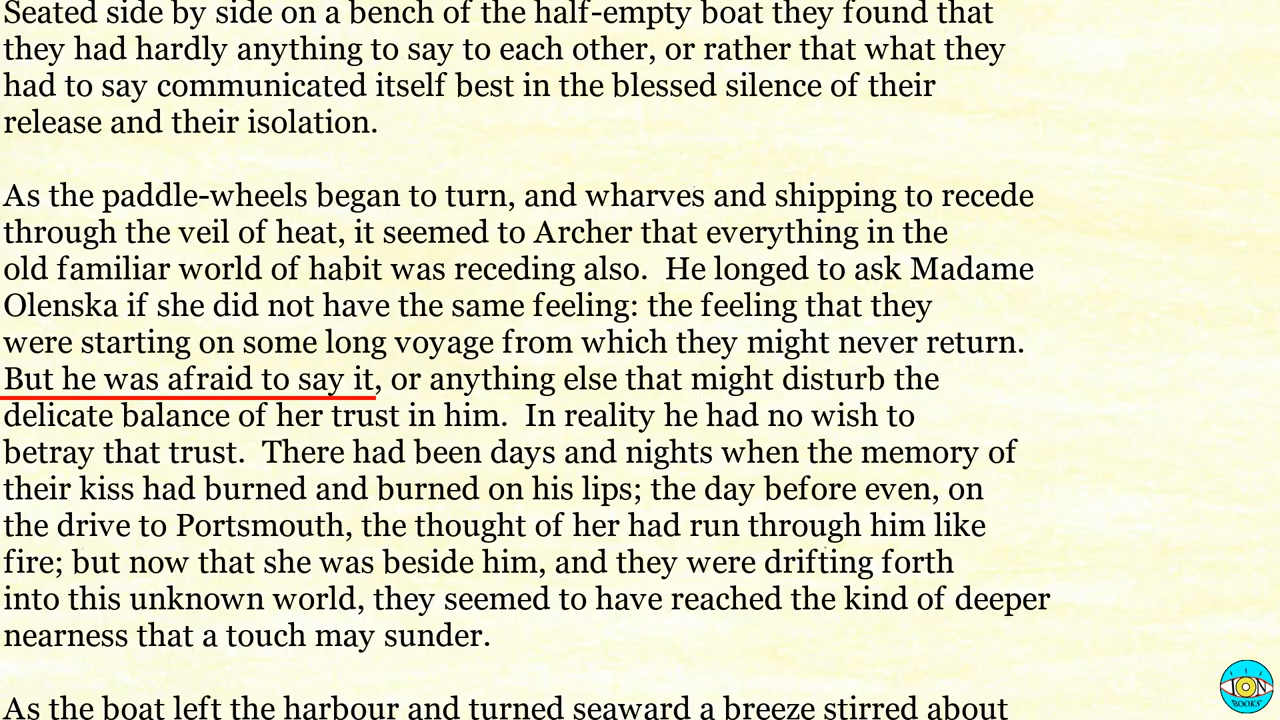 Seated side by side on a bench of the half-empty boat they found that
they had hardly anything to say to each other, or rather that what they
had to say communicated itself best in the blessed silence of their
release and their isolation.
As the paddle-wheels began to turn, and wharves and shipping to recede
through the veil of heat, it seemed to Archer that everything in the
old familiar world of habit was receding also.  He longed to ask Madame
Olenska if she did not have the same feeling: the feeling that they
were starting on some long voyage from which they might never return.
But he was afraid to say it, or anything else that might disturb the
delicate balance of her trust in him.  In reality he had no wish to
betray that trust.  There had been days and nights when the memory of
their kiss had burned and burned on his lips; the day before even, on
the drive to Portsmouth, the thought of her had run through him like
fire; but now that she was beside him, and they were drifting forth
into this unknown world, they seemed to have reached the kind of deeper
nearness that a touch may sunder.
As the boat left the harbour and turned seaward a breeze stirred about
ION
BOOKS